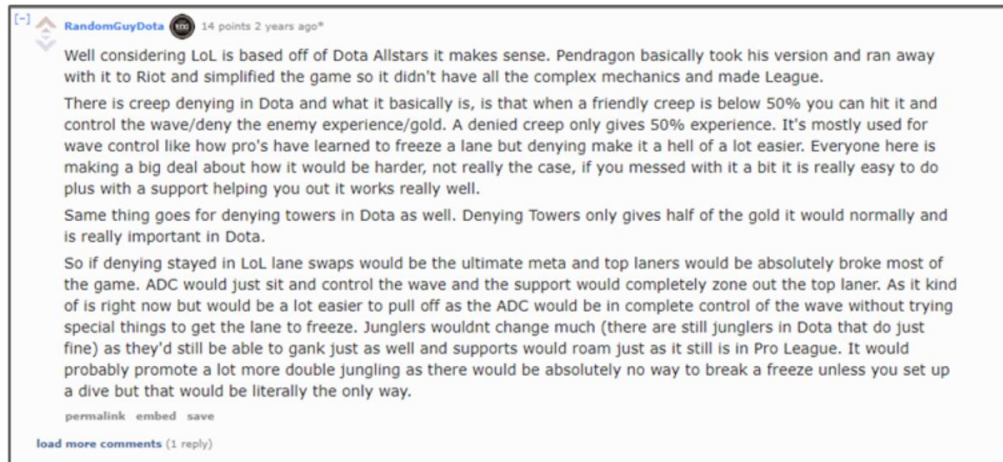 [-] RandomGuyDota 14 points 2 years ago*
Well considering LoL is based off of Dota Allstars it makes sense. Pendragon basically took his version and ran away
with it to Riot and simplified the game so it didn't have all the complex mechanics and made League.
There is creep denying in Dota and what it basically is, is that when a friendly creep is below 50% you can hit it and
control the wave/deny the enemy experience/gold. A denied creep only gives 50% experience. It's mostly used for
wave control like how pro's have learned to freeze a lane but denying make it a hell of a lot easier. Everyone here is
making a big deal about how it would be harder, not really the case, if you messed with it a bit it is really easy to do
plus with a support helping you out it works really well.
Same thing goes for denying towers in Dota as well. Denying Towers only gives half of the gold it would normally and
is really important in Dota.
So if denying stayed in LoL lane swaps would be the ultimate meta and top laners would be absolutely broke most of
the game. ADC would just sit and control the wave and the support would completely zone out the top laner. As it kind
of is right now but would be a lot easier to pull off as the ADC would be in complete control of the wave without trying
special things to get the lane to freeze. Junglers wouldnt change much (there are still junglers in Dota that do just
fine) as they'd still be able to gank just as well and supports would roam just as it still is in Pro League. It would
probably promote a lot more double jungling as there would be absolutely no way to break a freeze unless you set up
a dive but that would be literally the only way.
permalink embed save
load more comments (1 reply)